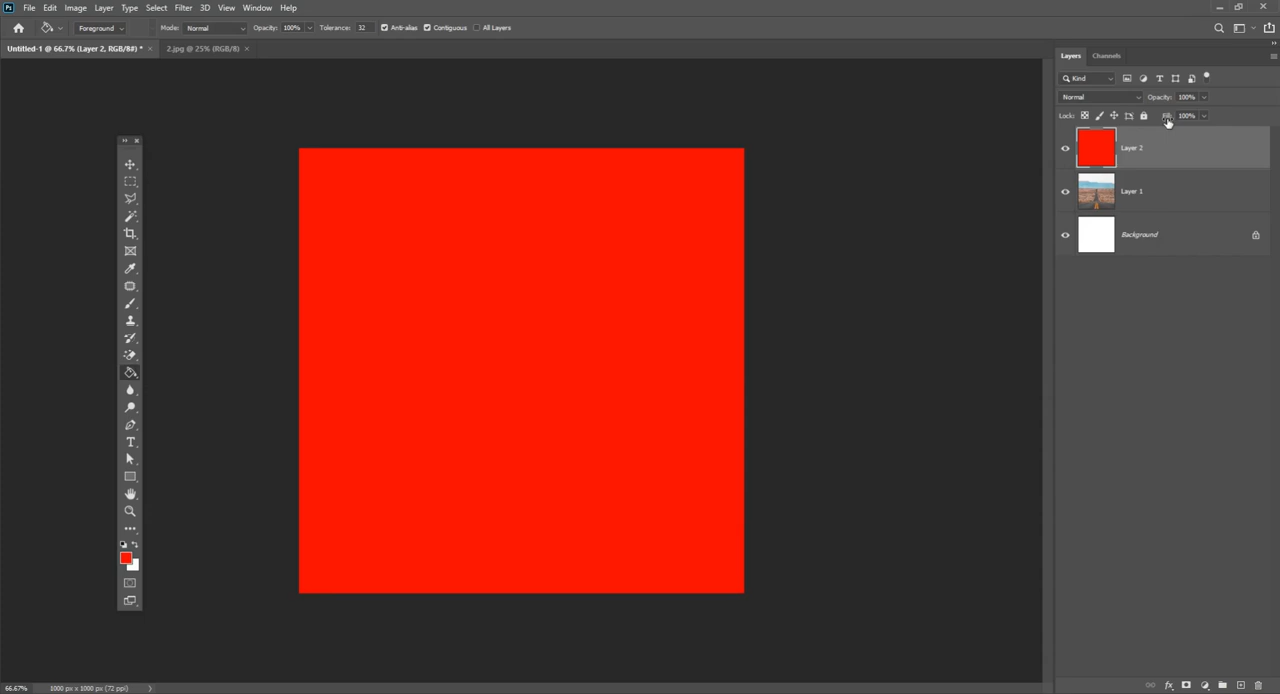 Ps File Edit Image Layer Type Select Filter 3D View Window Help
Foreground Mode: Normal Opacity: 100% Tolerance: 32 Anti-alias Contiguous All Layers
Untitled-1 @ 66.7% (Layer 2, RGB/8#) * × 2.jpg @ 25% (RGB/8) ×
Layers Channels
Kind
Normal Opacity: 100%
Lock: 100%
Layer 2
Layer 1
Background
T
66.67% 1000 px x 1000 px (72 ppi)
fx